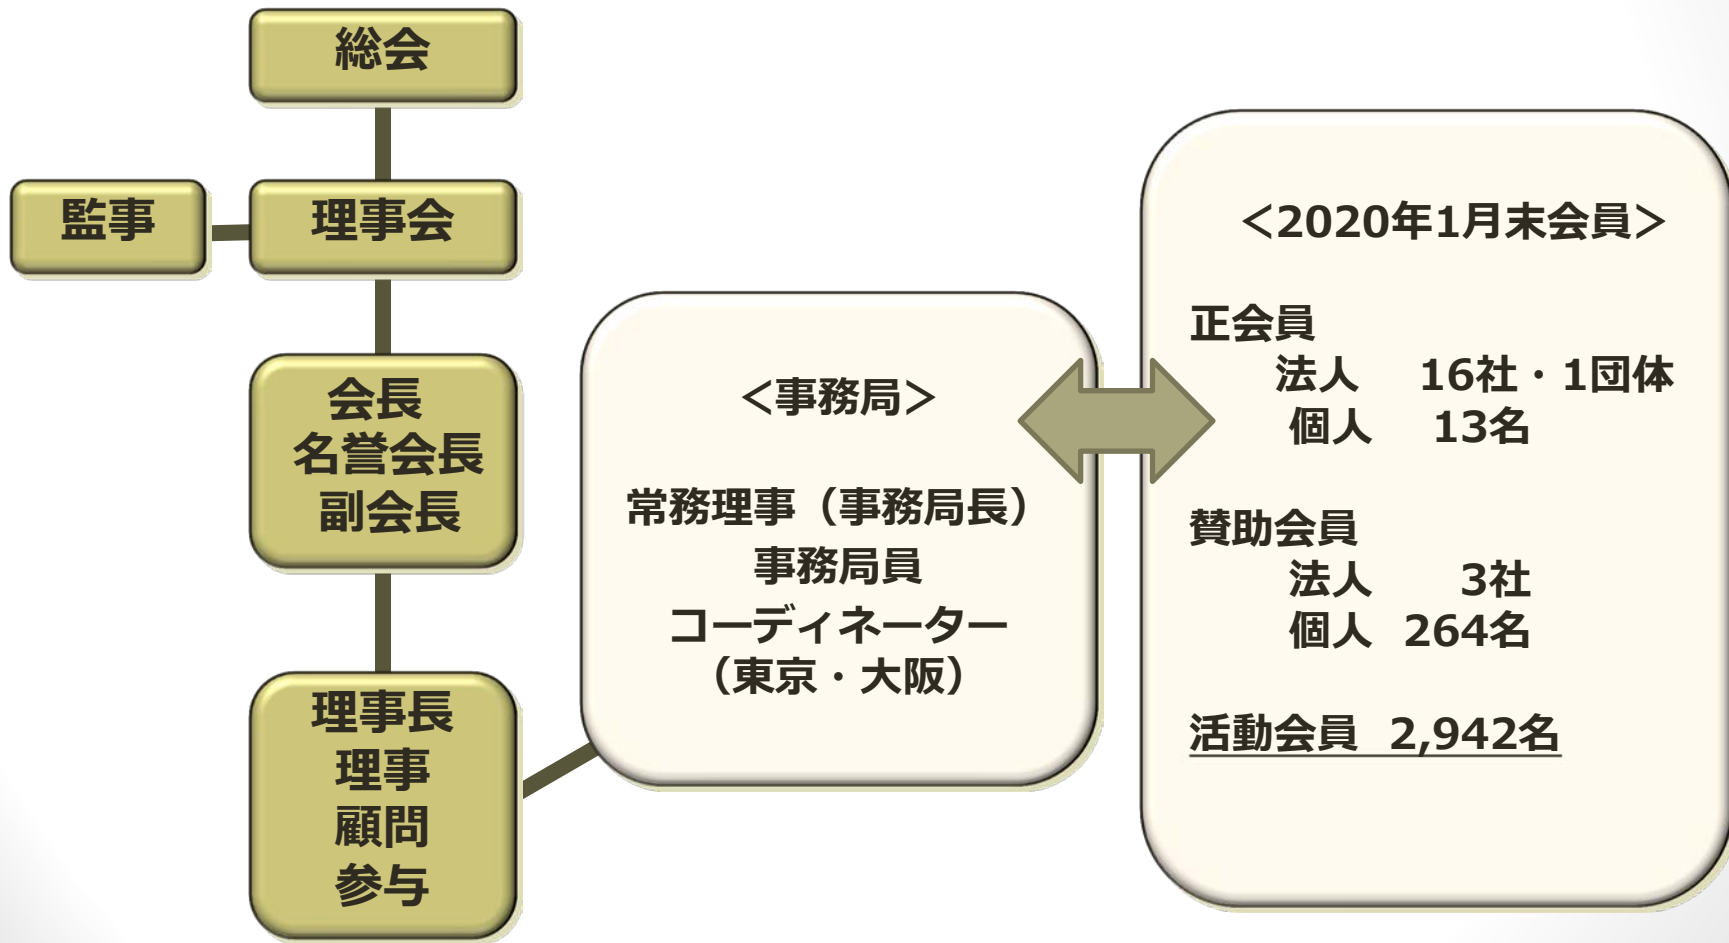 総会
監事
理事会
会長
名誉会長
副会長
理事長
理事
顧問
参与
＜事務局＞
常務理事（事務局長）
事務局員
コーディネーター
（東京・大阪）
＜2020年1月末会員＞
正会員
法人 16社・1団体
個人 13名
賛助会員
法人 3社
個人 264名
活動会員 2,942名